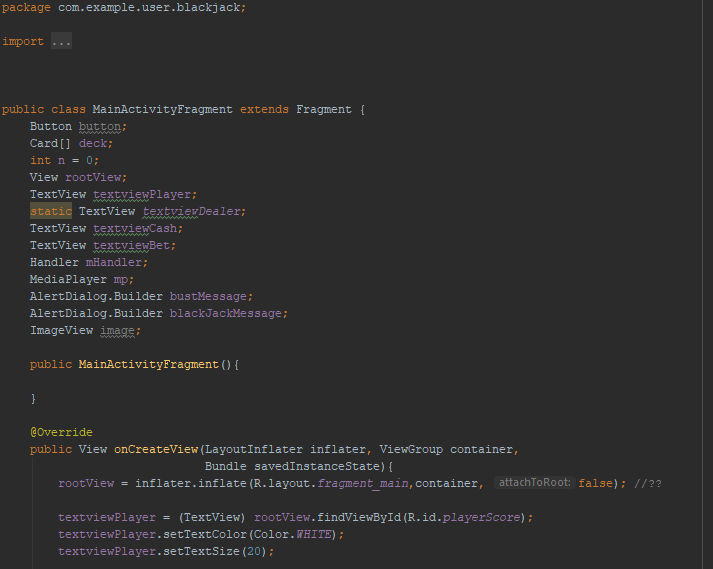 package com.example.user.blackjack;
import ...
public class MainActivityFragment extends Fragment {
Button button;
Card[] deck;
int n = 0;
View rootView;
TextView textviewPlayer;
static TextView textviewDealer;
TextView textviewCash;
TextView textviewBet;
Handler mHandler;
MediaPlayer mp;
AlertDialog.Builder bustMessage;
AlertDialog.Builder blackJackMessage;
ImageView image;
public MainActivityFragment(){
}
@Override
public View onCreateView(LayoutInflater inflater, ViewGroup container,
Bundle savedInstanceState){
rootView = inflater.inflate(R.layout.fragment_main,container, attachToRoot: false); //??
textviewPlayer = (TextView) rootView.findViewById(R.id.playerScore);
textviewPlayer.setTextColor(Color.WHITE);
textviewPlayer.setTextSize(20);